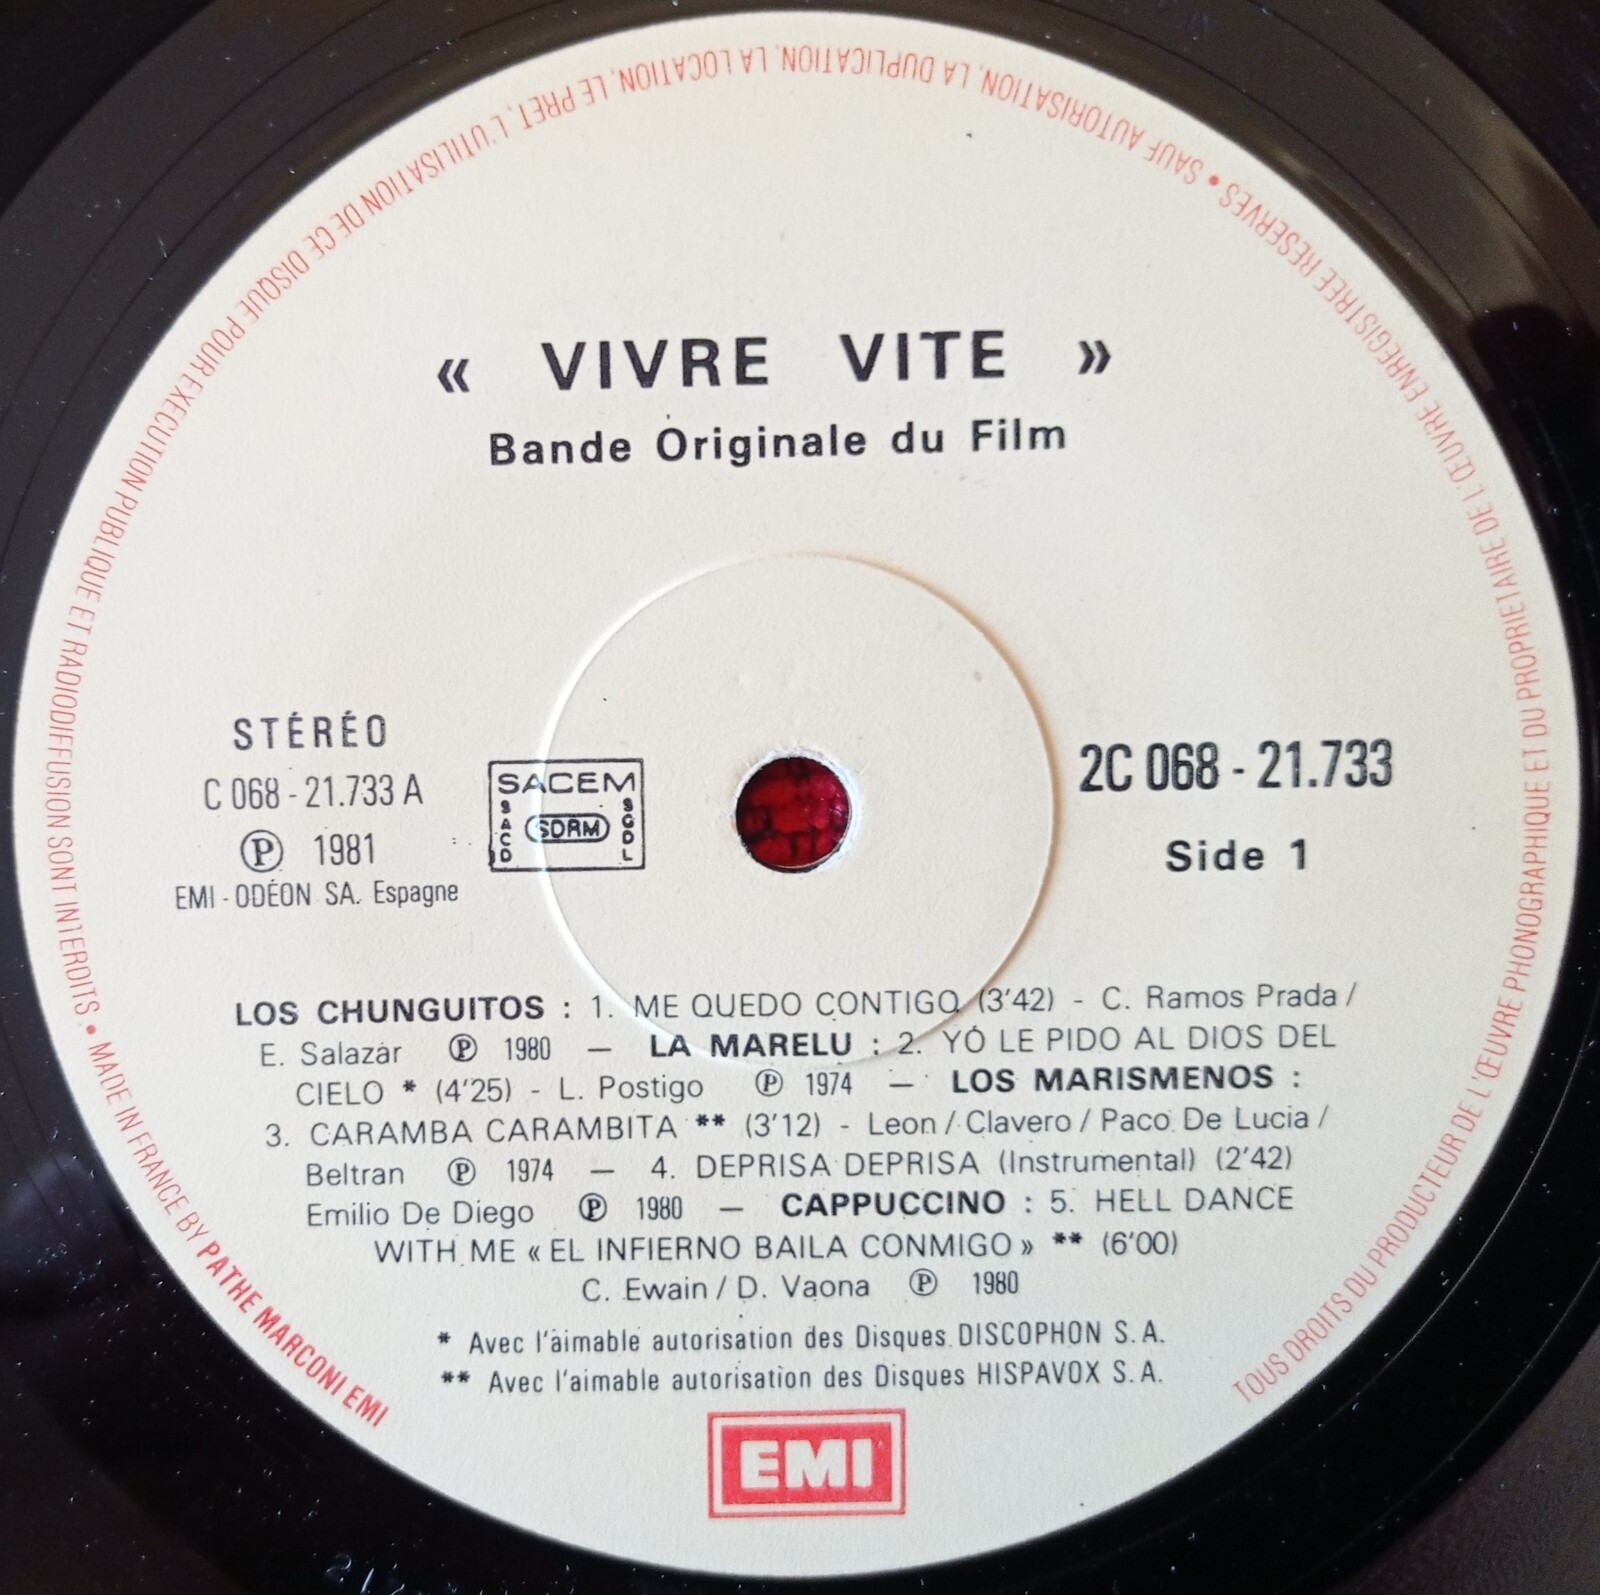 « VIVRE VITE »
Bande Originale du Film
STÉRÉO
C 068 - 21.733 A
Ⓟ 1981
EMI - ODÉON SA. Espagne
SACEM
SACD
SDRM
SGDL
2C 068 - 21.733
Side 1
LOS CHUNGUITOS : 1. ME QUEDO CONTIGO (3'42) - C. Ramos Prada /
E. Salazar Ⓟ 1980 — LA MARELU : 2. YO LE PIDO AL DIOS DEL
CIELO * (4'25) - L. Postigo Ⓟ 1974 — LOS MARISMENOS :
3. CARAMBA CARAMBITA ** (3'12) - Leon / Clavero / Paco De Lucia /
Beltran Ⓟ 1974 — 4. DEPRISA DEPRISA (Instrumental) (2'42)
Emilio De Diego Ⓟ 1980 — CAPPUCCINO : 5. HELL DANCE
WITH ME « EL INFIERNO BAILA CONMIGO » ** (6'00)
C. Ewain / D. Vaona Ⓟ 1980
* Avec l'aimable autorisation des Disques DISCOPHON S.A.
** Avec l'aimable autorisation des Disques HISPAVOX S.A.
EMI
TOUS DROITS DU PRODUCTEUR DE L'ŒUVRE PHONOGRAPHIQUE ET DU PROPRIETAIRE DE L'ŒUVRE ENREGISTREE RESERVES • SAUF AUTORISATION, LA DUPLICATION, LA LOCATION, LE PRET, L'UTILISATION DE CE DISQUE POUR EXECUTION PUBLIQUE ET RADIODIFFUSION SONT INTERDITS. • MADE IN FRANCE BY PATHE MARCONI EMI